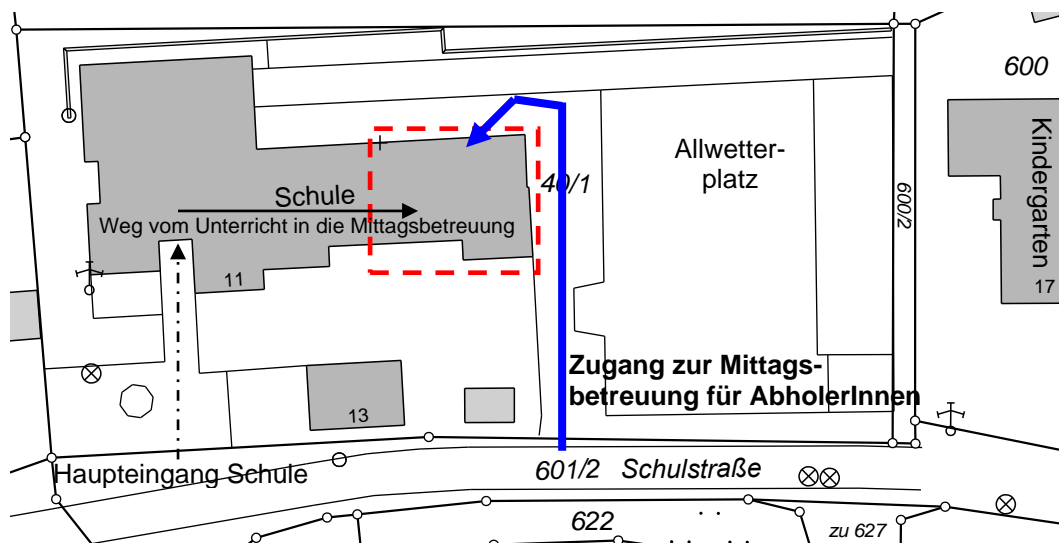 600
Kindergarten
17
Allwetter-
platz
600/2
40/1
Schule
Weg vom Unterricht in die Mittagsbetreuung
11
13
Zugang zur Mittags-
betreuung für AbholerInnen
Haupteingang Schule
601/2 Schulstraße
622
zu 627